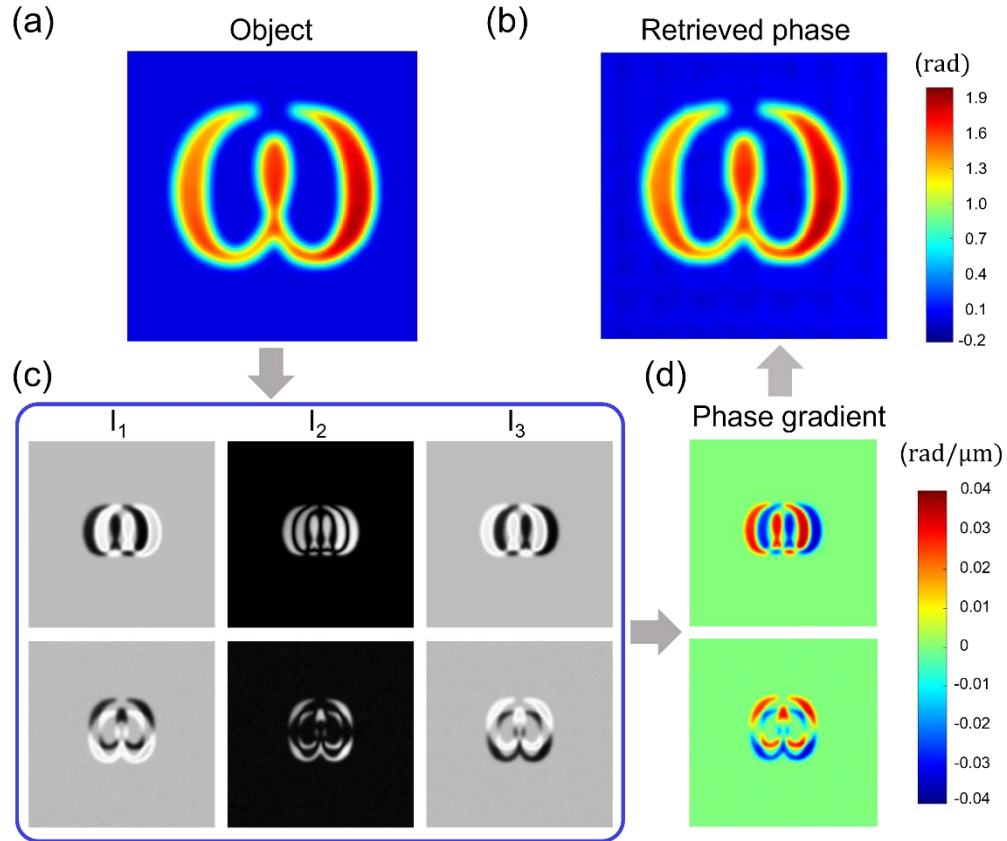 (a)
Object
(b)
Retrieved phase
(rad)
1.9
1.6
1.3
1.0
0.7
0.4
0.1
-0.2
(c)
I₁ I₂ I₃
(d)
Phase gradient
(rad/μm)
0.04
0.03
0.02
0.01
0
-0.01
-0.02
-0.03
-0.04